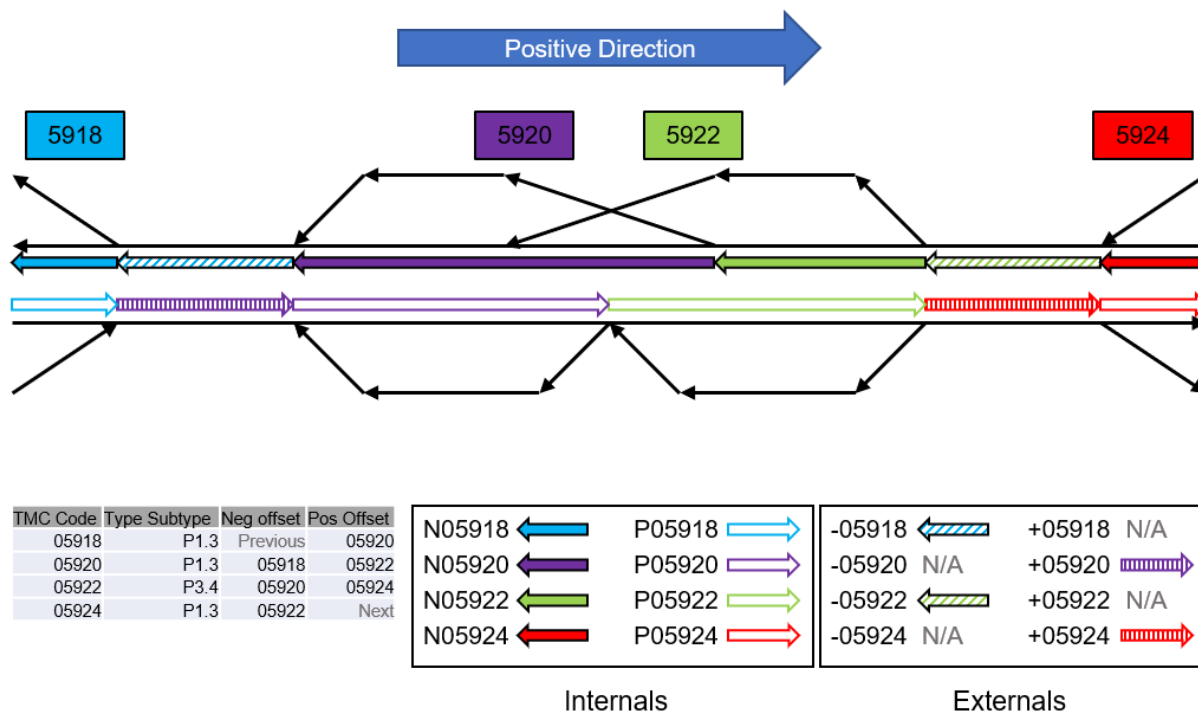 Positive Direction
5918 5920 5922 5924
TMC Code Type Subtype Neg offset Pos Offset
05918 P1.3 Previous 05920
05920 P1.3 05918 05922
05922 P3.4 05920 05924
05924 P1.3 05922 Next
N05918 P05918
N05920 P05920
N05922 P05922
N05924 P05924
Internals
-05918 +05918 N/A
-05920 N/A +05920
-05922 +05922 N/A
-05924 N/A +05924
Externals